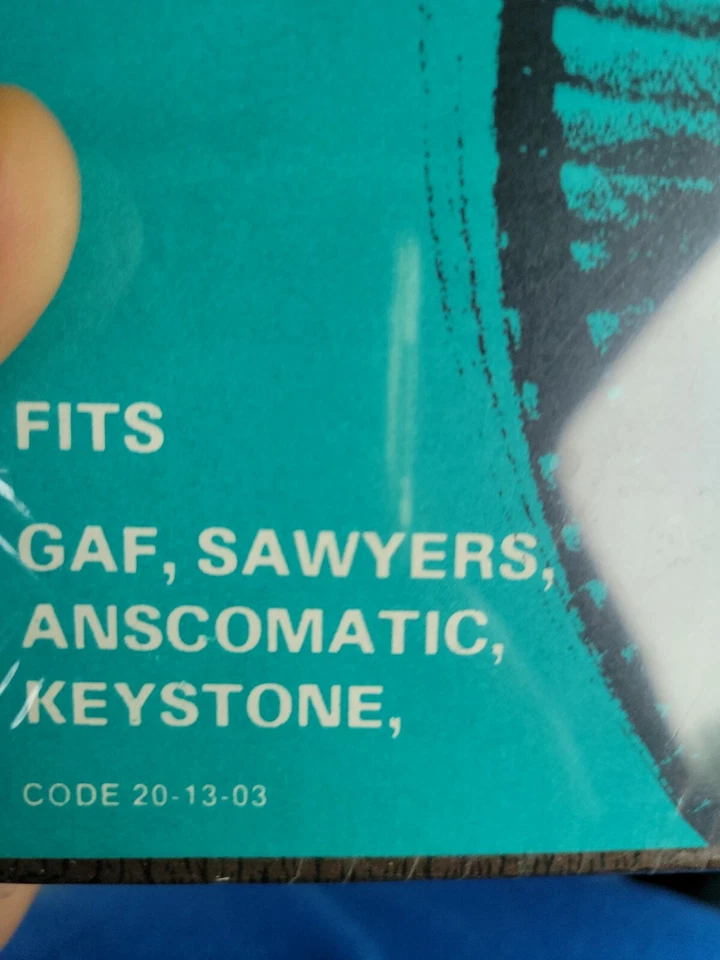 FITS
GAF, SAWYERS,
ANSCOMATIC,
KEYSTONE,
CODE 20-13-03